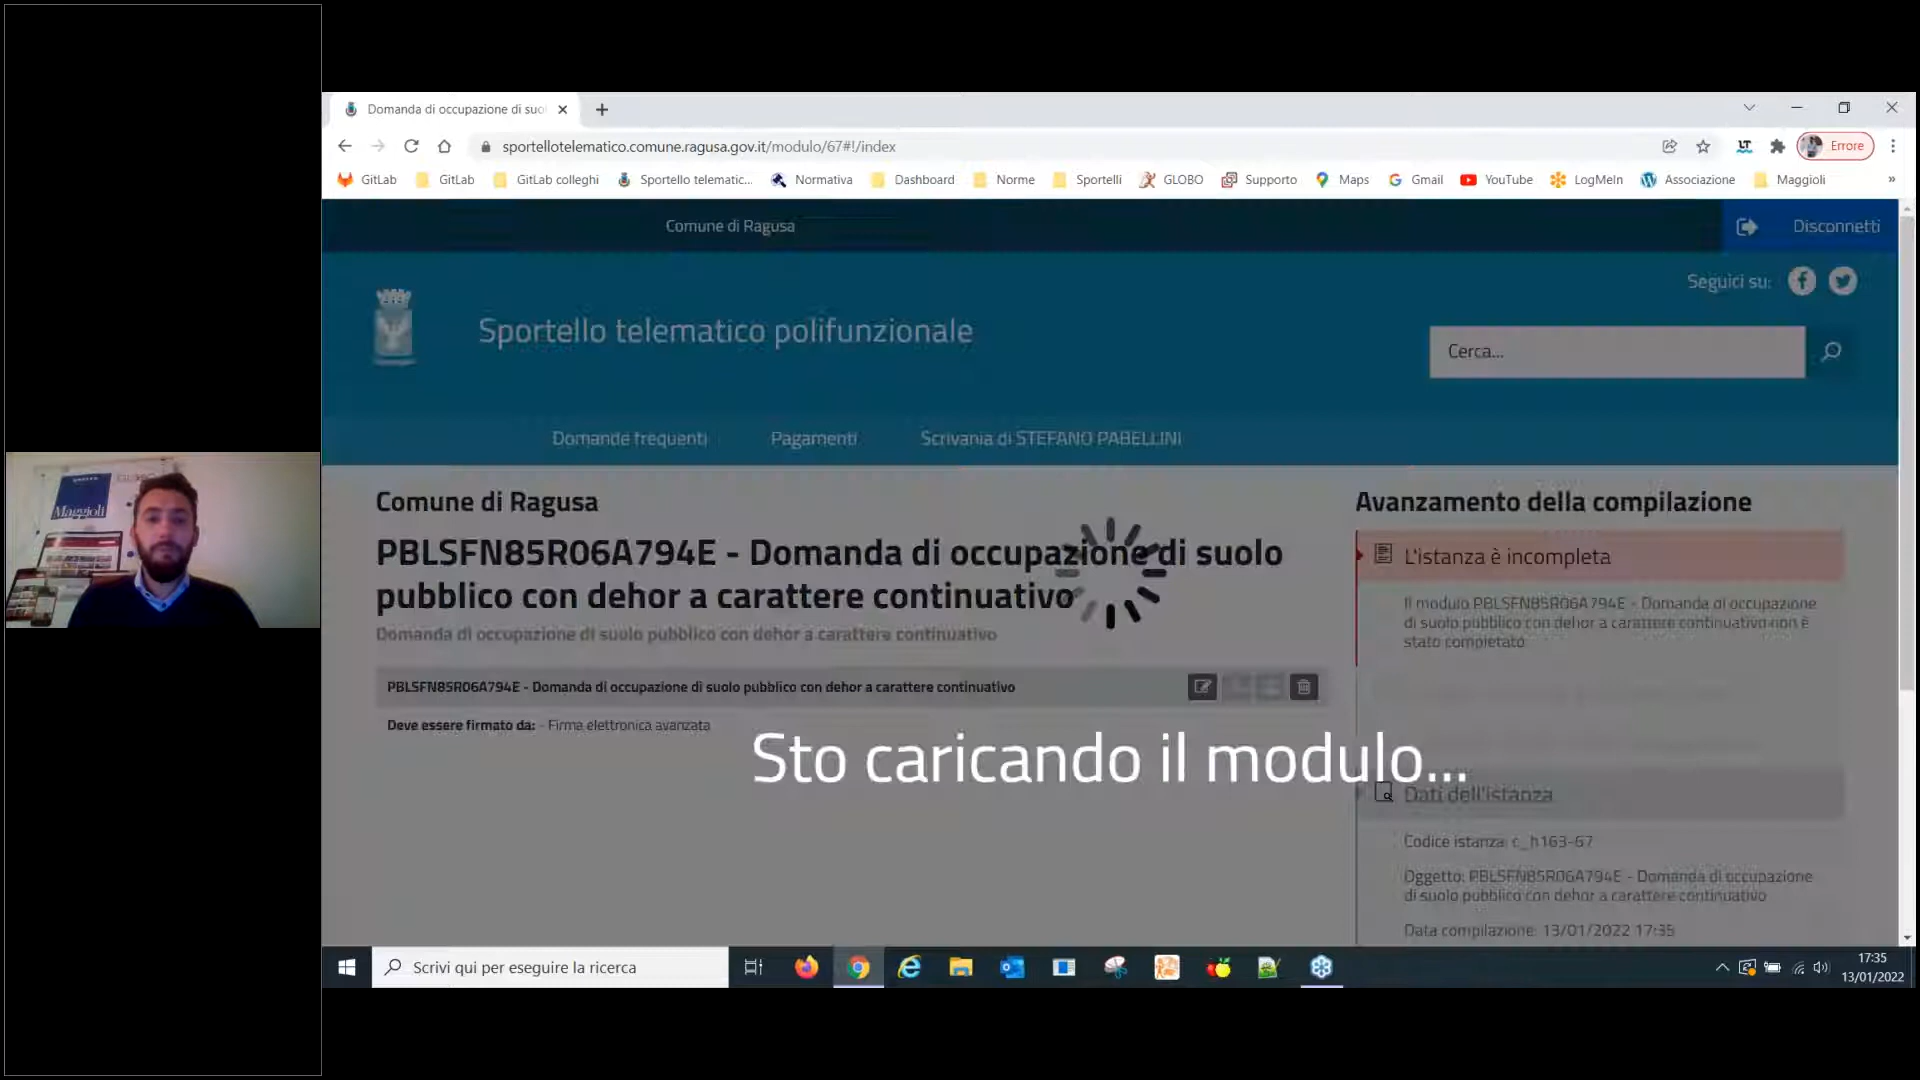 Maggioli
Domanda di occupazione di suo
sportellotelematico.comune.ragusa.gov.it/modulo/67#!/index
Errore
GitLab
GitLab
GitLab colleghi
Sportello telematic...
Normativa
Dashboard
Norme
Sportelli
GLOBO
Supporto
Maps
Gmail
YouTube
LogMeIn
Associazione
Maggioli
»
Comune di Ragusa
Disconnetti
Seguici su:
Sportello telematico polifunzionale
Cerca...
Domande frequenti
Pagamenti
Scrivania di STEFANO PABELLINI
Comune di Ragusa
PBLSFN85R06A794E - Domanda di occupazione di suolo
pubblico con dehor a carattere continuativo
Domanda di occupazione di suolo pubblico con dehor a carattere continuativo
PBLSFN85R06A794E - Domanda di occupazione di suolo pubblico con dehor a carattere continuativo
Deve essere firmato da: - Firma elettronica avanzata
Sto caricando il modulo...
Avanzamento della compilazione
L'istanza è incompleta
Il modulo PBLSFN85R06A794E - Domanda di occupazione
di suolo pubblico con dehor a carattere continuativo non è
stato completato
Dati dell'istanza
Codice istanza: c_h163-67
Oggetto: PBLSFN85R06A794E - Domanda di occupazione
di suolo pubblico con dehor a carattere continuativo
Data compilazione: 13/01/2022 17:35
Scrivi qui per eseguire la ricerca
17:35
13/01/2022